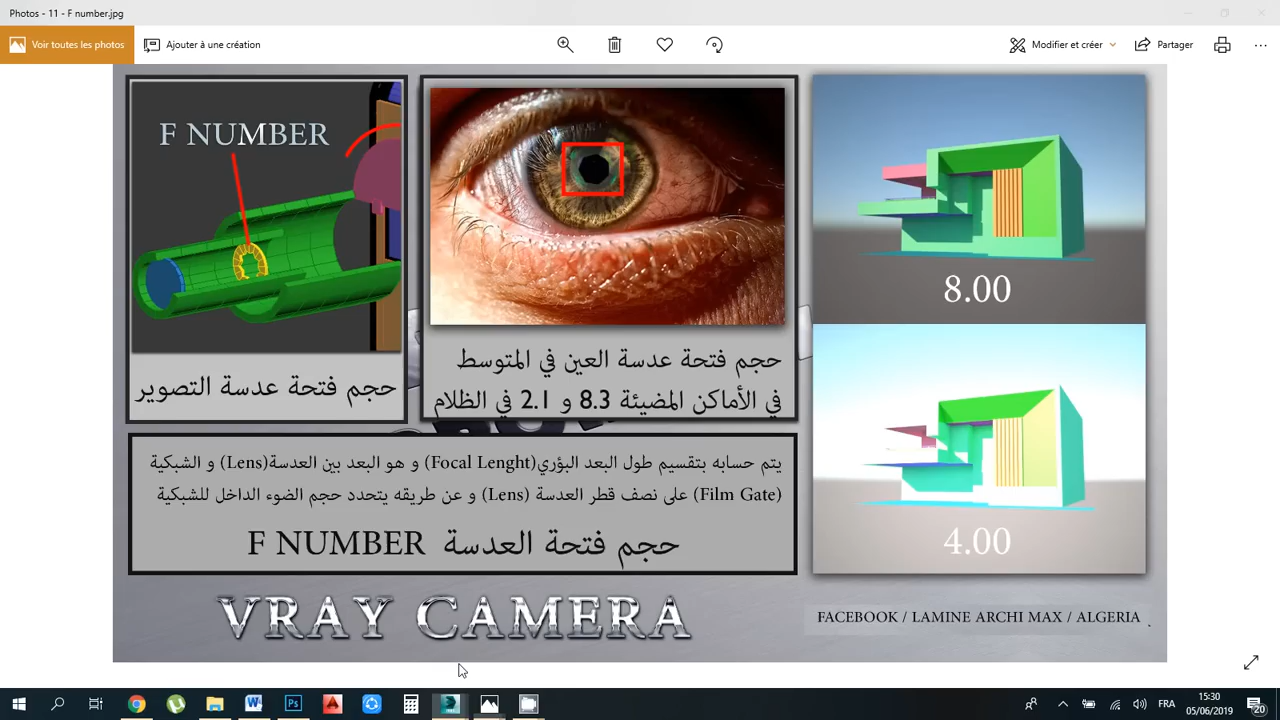 Photos - 11 - F number.jpg
Voir toutes les photos
Ajouter à une création
Modifier et créer
Partager
F NUMBER
حجم فتحة عدسة التصوير
حجم فتحة عدسة العين في المتوسط
في الأماكن المضيئة 8.3 و 2.1 في الظلام
8.00
4.00
يتم حسابه بتقسيم طول البعد البؤري(Focal Lenght) و هو البعد بين العدسة(Lens) و الشبكية
(Film Gate) على نصف قطر العدسة (Lens) و عن طريقه يتحدد حجم الضوء الداخل للشبكية
حجم فتحة العدسة F NUMBER
VRAY CAMERA
FACEBOOK / LAMINE ARCHI MAX / ALGERIA .
15:30
FRA
05/06/2019
20